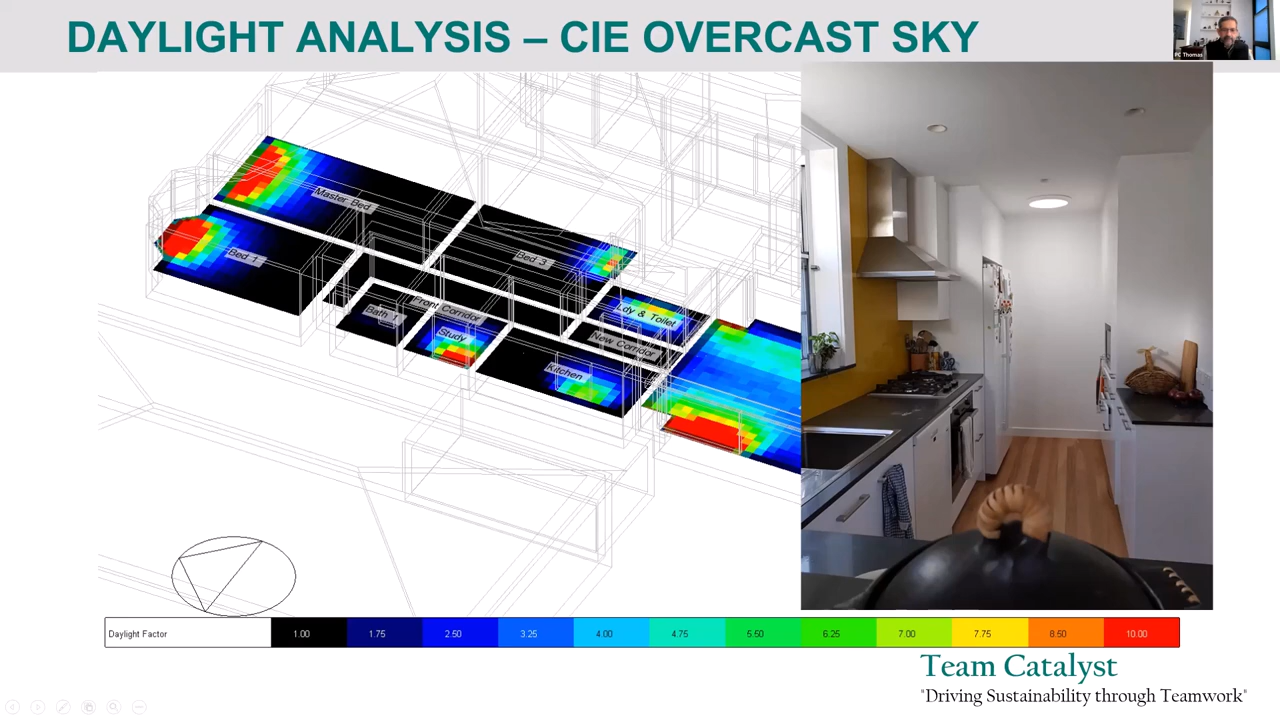 DAYLIGHT ANALYSIS – CIE OVERCAST SKY
PC Thomas
Master Bed
Bed 1
Bed 3
Ldy & Toilet
Front Corridor
Bath 1
Study
New Corridor
Kitchen
Daylight Factor 1.00 1.75 2.50 3.25 4.00 4.75 5.50 6.25 7.00 7.75 8.50 10.00
Team Catalyst
"Driving Sustainability through Teamwork"